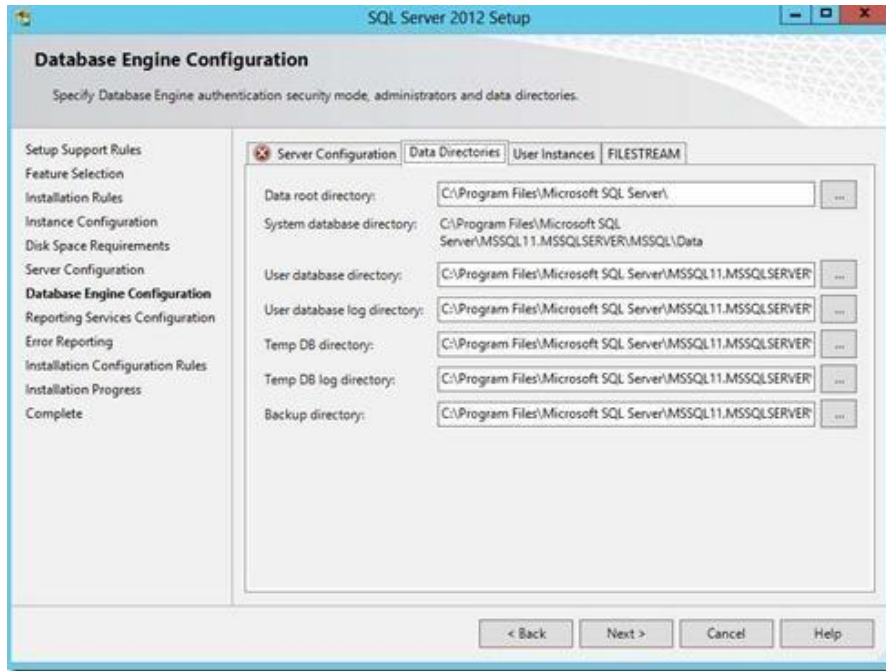 SQL Server 2012 Setup
Database Engine Configuration
Specify Database Engine authentication security mode, administrators and data directories.
Setup Support Rules
Feature Selection
Installation Rules
Instance Configuration
Disk Space Requirements
Server Configuration
Database Engine Configuration
Reporting Services Configuration
Error Reporting
Installation Configuration Rules
Installation Progress
Complete
Server Configuration Data Directories User Instances FILESTREAM
Data root directory: C:\Program Files\Microsoft SQL Server\ ...
System database directory: C:\Program Files\Microsoft SQL
Server\MSSQL11.MSSQLSERVER\MSSQL\Data
User database directory: C:\Program Files\Microsoft SQL Server\MSSQL11.MSSQLSERVER ...
User database log directory: C:\Program Files\Microsoft SQL Server\MSSQL11.MSSQLSERVER ...
Temp DB directory: C:\Program Files\Microsoft SQL Server\MSSQL11.MSSQLSERVER ...
Temp DB log directory: C:\Program Files\Microsoft SQL Server\MSSQL11.MSSQLSERVER ...
Backup directory: C:\Program Files\Microsoft SQL Server\MSSQL11.MSSQLSERVER ...
< Back Next > Cancel Help